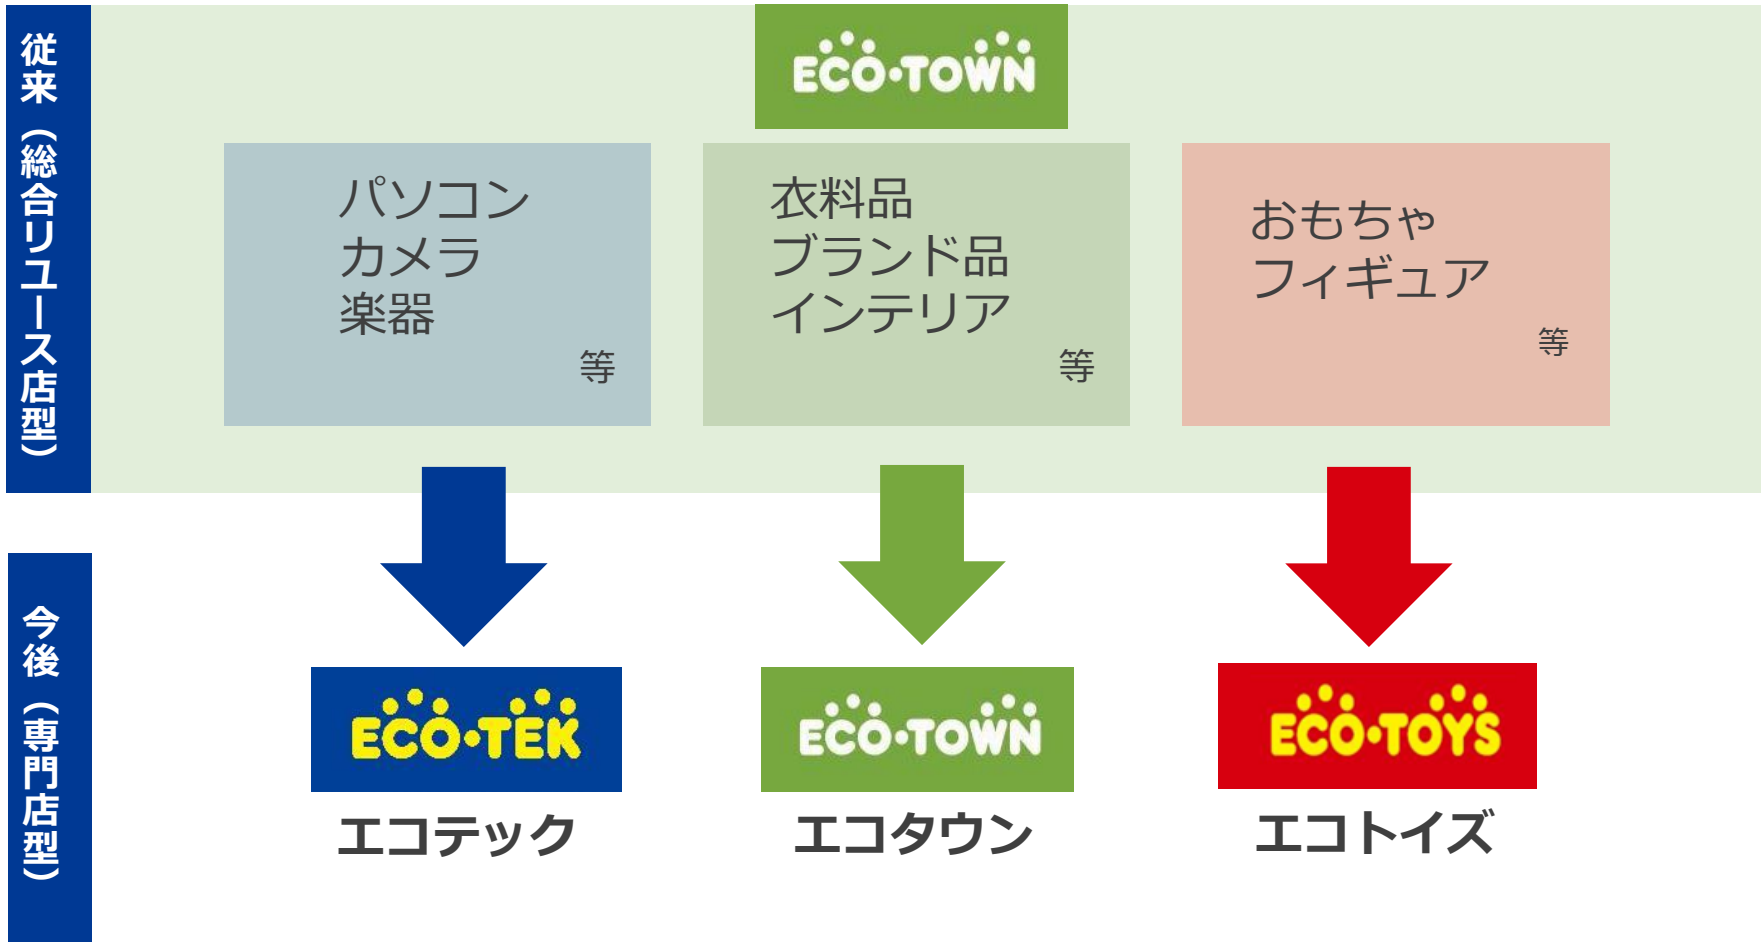 従来（総合リユース店型）
ECO・TOWN
パソコン
カメラ
楽器
等
衣料品
ブランド品
インテリア
等
おもちゃ
フィギュア
等
今後（専門店型）
ECO・TEK
エコテック
ECO・TOWN
エコタウン
ECO・TOYS
エコトイズ